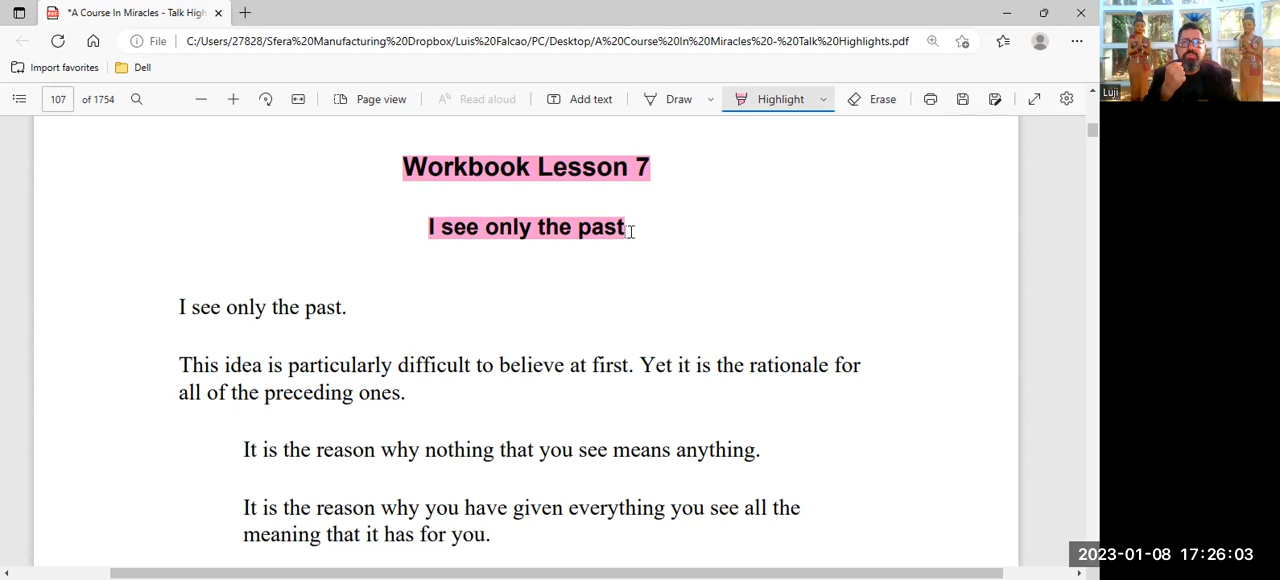 *A Course In Miracles - Talk High
File C:/Users/27828/Sfera%20Manufacturing%20Dropbox/Luis%20Falcao/PC/Desktop/A%20Course%20In%20Miracles%20-%20Talk%20Highlights.pdf
Import favorites Dell
107 of 1754 Page view Read aloud Add text Draw Highlight Erase
Luji
Workbook Lesson 7
I see only the past
I see only the past.
This idea is particularly difficult to believe at first. Yet it is the rationale for
all of the preceding ones.
It is the reason why nothing that you see means anything.
It is the reason why you have given everything you see all the
meaning that it has for you.
2023-01-08 17:26:03